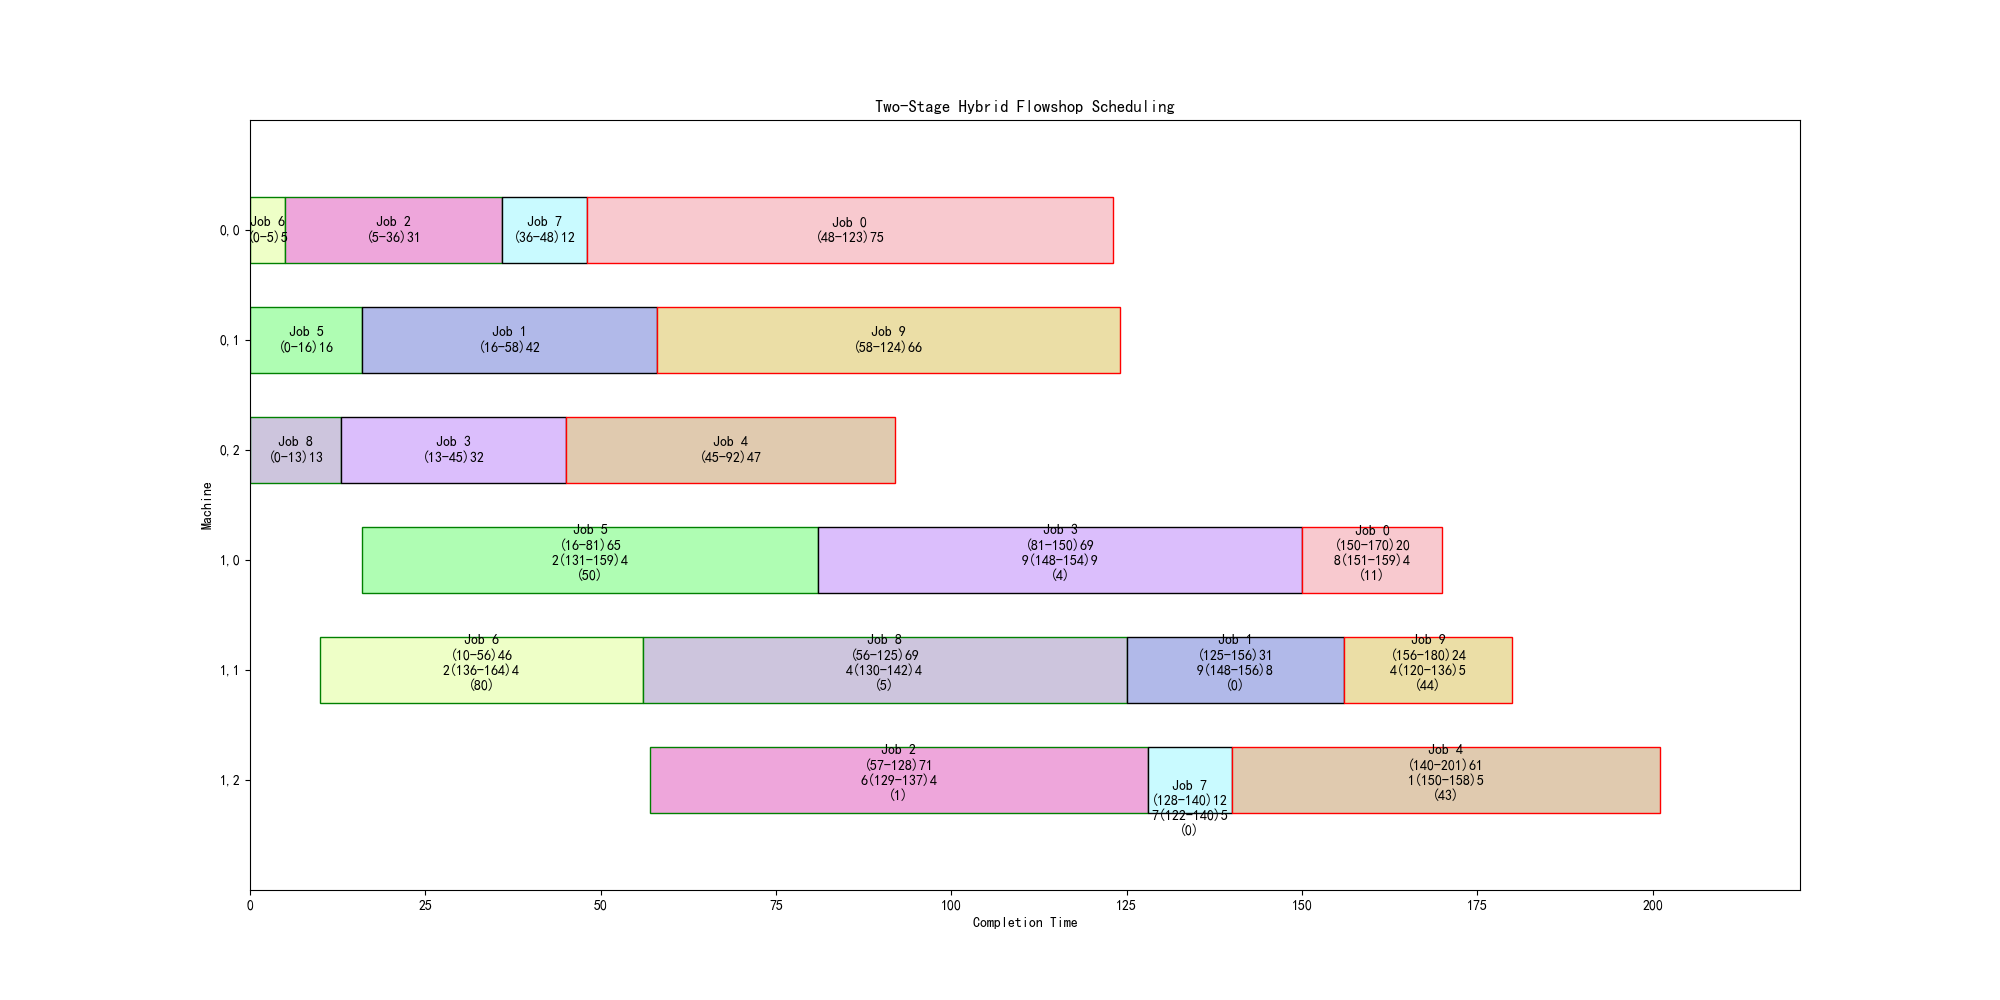 Two-Stage Hybrid Flowshop Scheduling
Machine
0,0
Job 6
(0-5)5
Job 2
(5-36)31
Job 7
(36-48)12
Job 0
(48-123)75
0,1
Job 5
(0-16)16
Job 1
(16-58)42
Job 9
(58-124)66
0,2
Job 8
(0-13)13
Job 3
(13-45)32
Job 4
(45-92)47
1,0
Job 5
(16-81)65
2(131-159)4
(50)
Job 3
(81-150)69
9(148-154)9
(4)
Job 0
(150-170)20
8(151-159)4
(11)
1,1
Job 6
(10-56)46
2(136-164)4
(80)
Job 8
(56-125)69
4(130-142)4
(5)
Job 1
(125-156)31
9(148-156)8
(0)
Job 9
(156-180)24
4(120-136)5
(44)
1,2
Job 2
(57-128)71
6(129-137)4
(1)
Job 7
(128-140)12
7(122-140)5
(0)
Job 4
(140-201)61
1(150-158)5
(43)
0 25 50 75 100 125 150 175 200
Completion Time